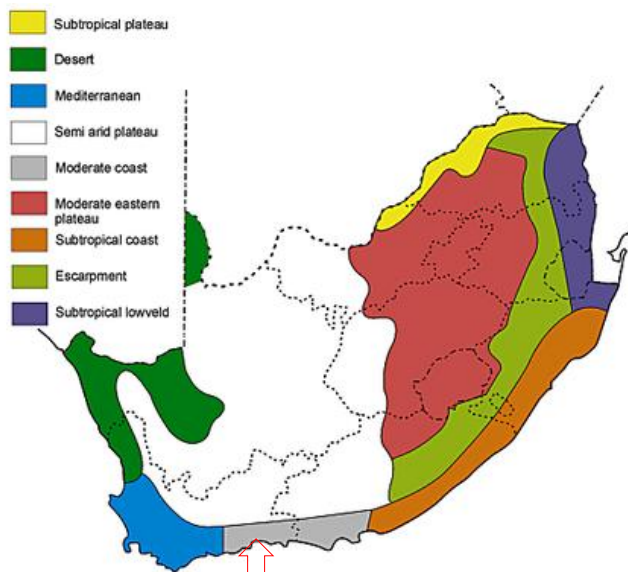 Subtropical plateau
Desert
Mediterranean
Semi arid plateau
Moderate coast
Moderate eastern
plateau
Subtropical coast
Escarpment
Subtropical lowveld